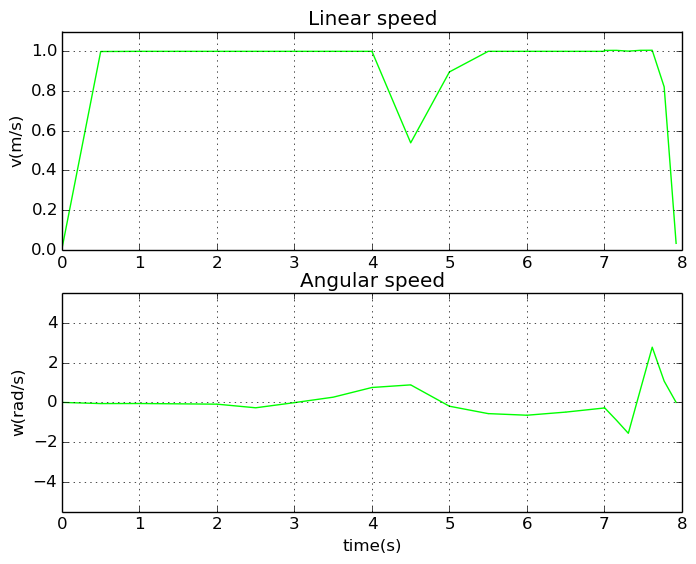 Linear speed
1.0
0.8
0.6
0.4
0.2
0.0
v(m/s)
0 1 2 3 4 5 6 7 8
Angular speed
4
2
0
−2
−4
w(rad/s)
0 1 2 3 4 5 6 7 8
time(s)